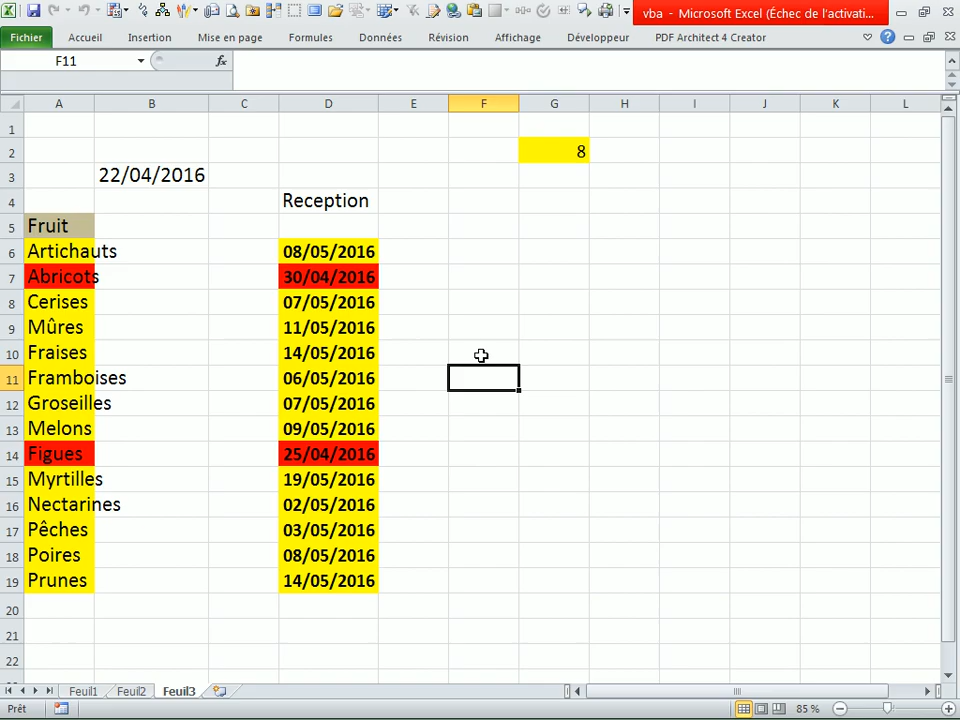 vba - Microsoft Excel (Échec de l'activati...
Fichier Accueil Insertion Mise en page Formules Données Révision Affichage Développeur PDF Architect 4 Creator
F11 fx
A B C D E F G H I J K L
1
2 8
3 22/04/2016
4 Reception
5 Fruit
6 Artichauts 08/05/2016
7 Abricots 30/04/2016
8 Cerises 07/05/2016
9 Mûres 11/05/2016
10 Fraises 14/05/2016
11 Framboises 06/05/2016
12 Groseilles 07/05/2016
13 Melons 09/05/2016
14 Figues 25/04/2016
15 Myrtilles 19/05/2016
16 Nectarines 02/05/2016
17 Pêches 03/05/2016
18 Poires 08/05/2016
19 Prunes 14/05/2016
20
21
22
Feuil1 Feuil2 Feuil3
Prêt 85 %